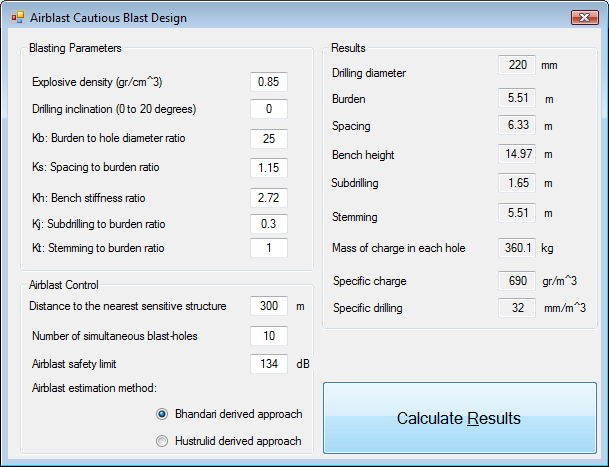 Airblast Cautious Blast Design
Blasting Parameters
Explosive density (gr/cm^3) 0.85
Drilling inclination (0 to 20 degrees) 0
Kb: Burden to hole diameter ratio 25
Ks: Spacing to burden ratio 1.15
Kh: Bench stiffness ratio 2.72
Kj: Subdrilling to burden ratio 0.3
Kt: Stemming to burden ratio 1
Airblast Control
Distance to the nearest sensitive structure 300 m
Number of simultaneous blast-holes 10
Airblast safety limit 134 dB
Airblast estimation method:
Bhandari derived approach
Hustrulid derived approach
Results
Drilling diameter 220 mm
Burden 5.51 m
Spacing 6.33 m
Bench height 14.97 m
Subdrilling 1.65 m
Stemming 5.51 m
Mass of charge in each hole 360.1 kg
Specific charge 690 gr/m^3
Specific drilling 32 mm/m^3
Calculate Results